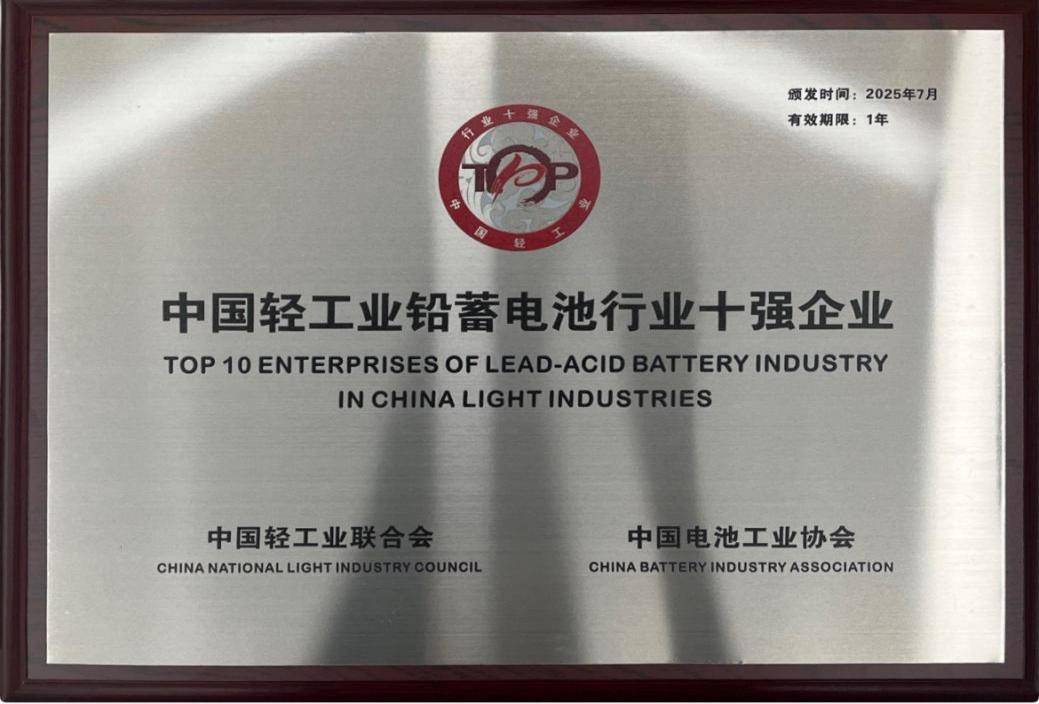 颁发时间：2025年7月
有效期限：1年
行业十强企业
TOP
中国轻工业
中国轻工业铅蓄电池行业十强企业
TOP 10 ENTERPRISES OF LEAD-ACID BATTERY INDUSTRY
IN CHINA LIGHT INDUSTRIES
中国轻工业联合会
CHINA NATIONAL LIGHT INDUSTRY COUNCIL
中国电池工业协会
CHINA BATTERY INDUSTRY ASSOCIATION